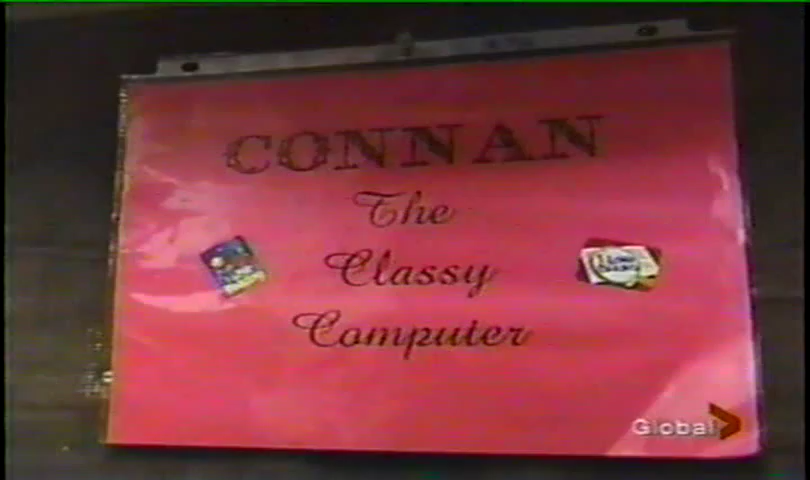 CONNAN
The
Classy
Computer
Global